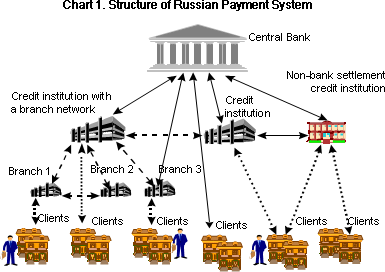 Chart 1. Structure of Russian Payment System
Central Bank
Non-bank settlement
credit institution
Credit institution with
a branch network
Credit
institution
Branch 1
Branch 2
Branch 3
Clients
Clients
Clients
Clients
Clients
Clients